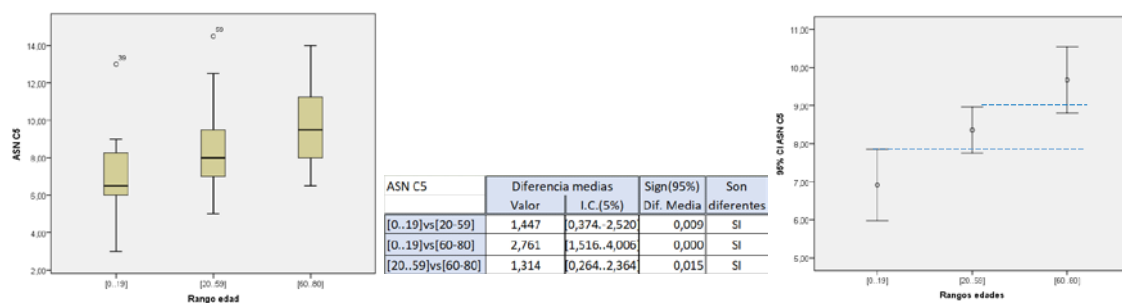 14,00
12,00
10,00
8,00
6,00
4,00
2,00
ASN C5
39
59
[0..19]
[20..59]
[60..80]
Rango edad
ASN C5 Diferencia medias Sign(95%) Son
Valor I.C.(5%) Dif. Media diferentes
[0..19]vs[20-59] 1,447 [0,374.-2,520] 0,009 SI
[0..19]vs[60-80] 2,761 [1,516..4,006] 0,000 SI
[20..59]vs[60-80] 1,314 [0,264..2,364] 0,015 SI
11,00
10,00
9,00
8,00
7,00
6,00
5,00
95% CI ASN C5
[0..19]
[20..59]
[60..80]
Rangos edades